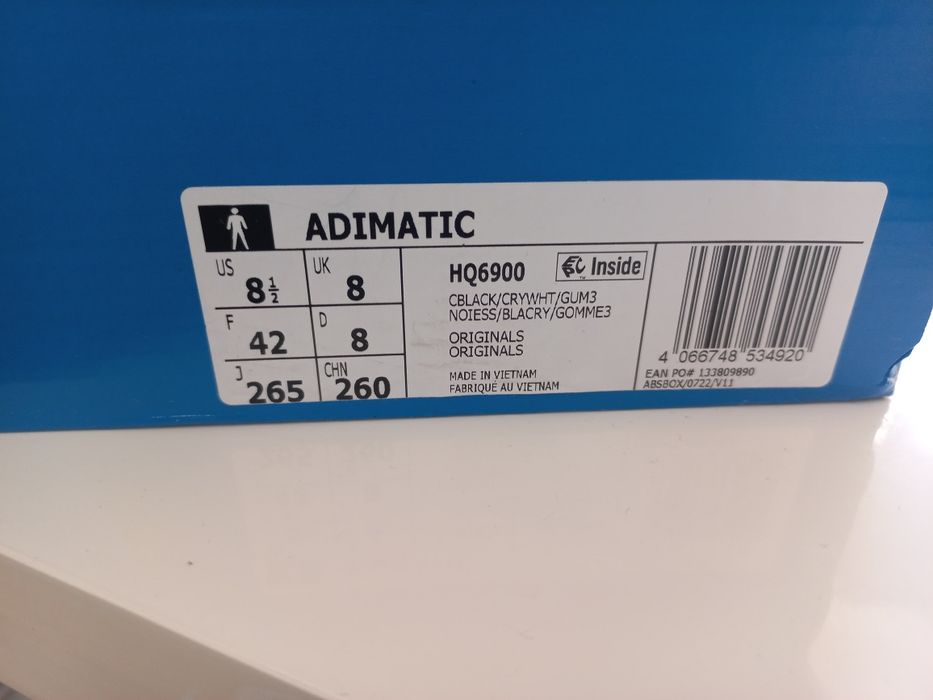 ADIMATIC
US 8½
UK 8
F 42
D 8
J 265
CHN 260
HQ6900
Inside
TM
CBLACK/CRYWHT/GUM3
NOIESS/BLACRY/GOMME3
ORIGINALS
ORIGINALS
MADE IN VIETNAM
FABRIQUÉ AU VIETNAM
4 066748 534920
EAN PO# 133809890
ABSBOX/0722/V11